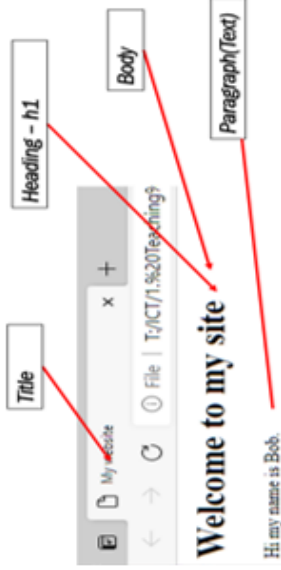 Title
Heading – h1
Body
Paragraph(Text)
My website
File | T:/ICT/1.%20Teaching9
Welcome to my site
Hi my name is Bob.